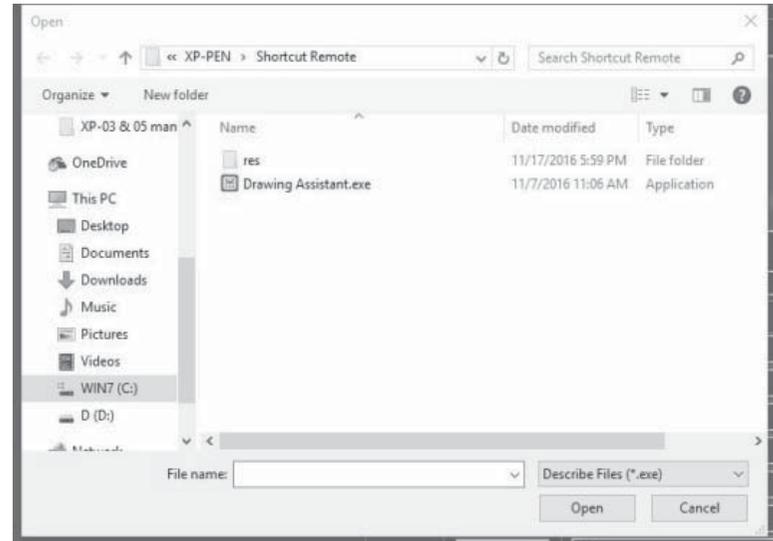 Open
« XP-PEN > Shortcut Remote
Search Shortcut Remote
Organize
New folder
XP-03 & 05 man
OneDrive
This PC
Desktop
Documents
Downloads
Music
Pictures
Videos
WIN7 (C:)
D (D:)
Name Date modified Type
res 11/17/2016 5:59 PM File folder
Drawing Assistant.exe 11/7/2016 11:06 AM Application
File name:
Describe Files (*.exe)
Open Cancel